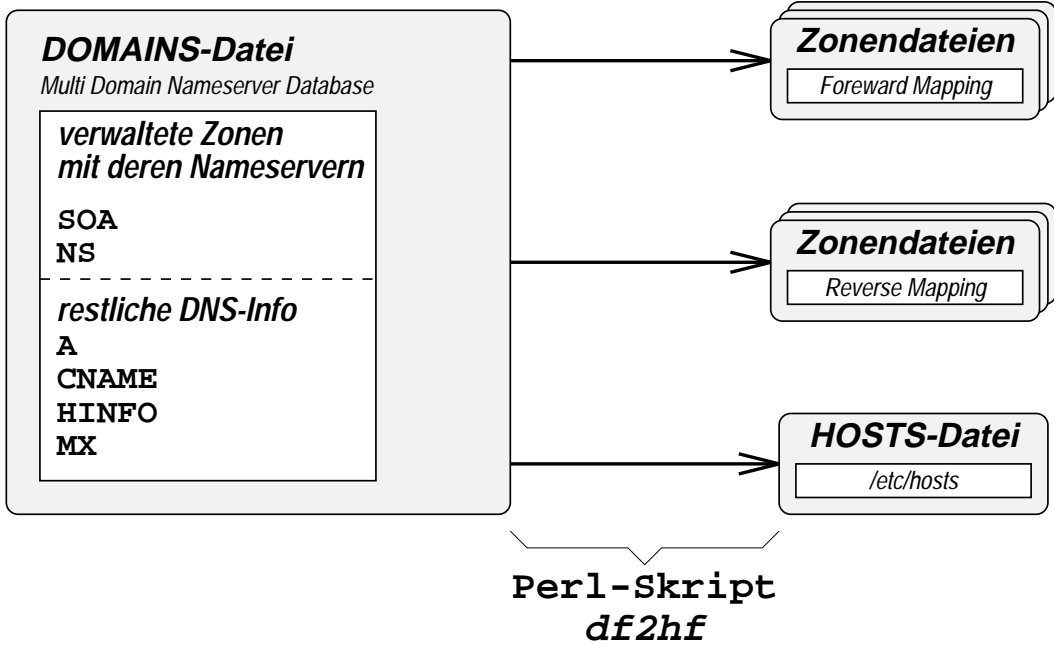 DOMAINS-Datei
Multi Domain Nameserver Database
verwaltete Zonen
mit deren Nameservern
SOA
NS
restliche DNS-Info
A
CNAME
HINFO
MX
Zonendateien
Foreward Mapping
Zonendateien
Reverse Mapping
HOSTS-Datei
/etc/hosts
Perl-Skript
df2hf